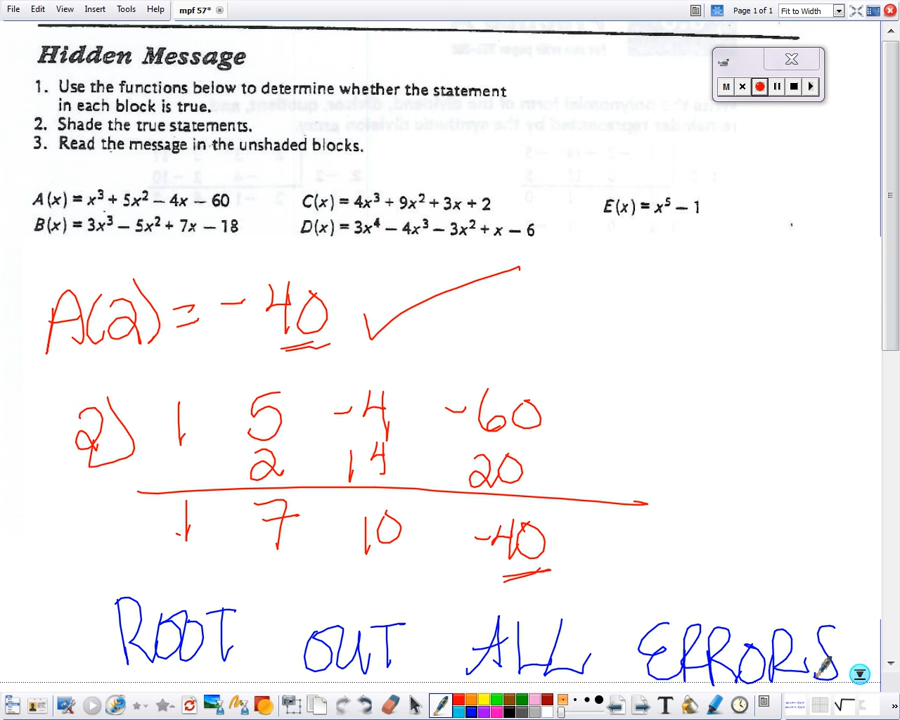 File Edit View Insert Tools Help mpf 57* Page 1 of 1 Fit to Width
Hidden Message
1. Use the functions below to determine whether the statement
in each block is true.
2. Shade the true statements.
3. Read the message in the unshaded blocks.
A(x) = x³ + 5x² − 4x − 60 C(x) = 4x³ + 9x² + 3x + 2 E(x) = x⁵ − 1
B(x) = 3x³ − 5x² + 7x − 18 D(x) = 3x⁴ − 4x³ − 3x² + x − 6
A(2) = -40 ✓
2) 1 5 -4 -60
2 14 20
1 7 10 -40
ROOT OUT ALL ERRORS